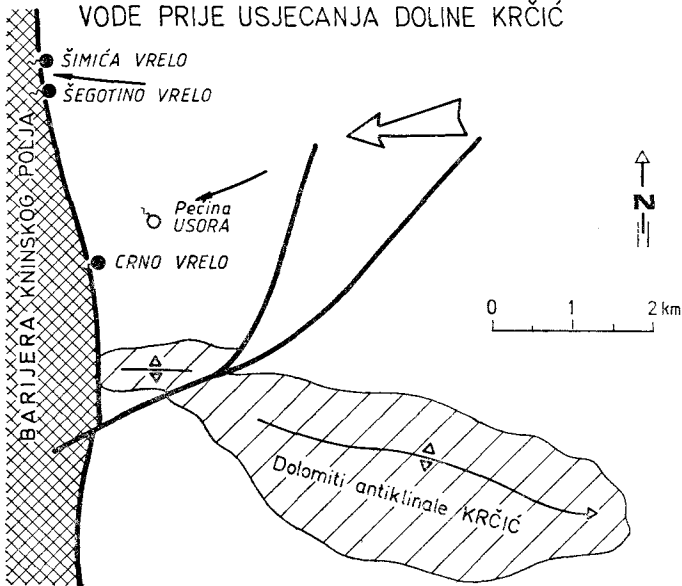 VODE PRIJE USJECANJA DOLINE KRČIĆ
ŠIMIĆA VRELO
ŠEGOTINO VRELO
BARIJERA KNINSKOG POLJA
Pećina
USORA
CRNO VRELO
N
0 1 2 km
Dolomiti antiklinale KRČIĆ